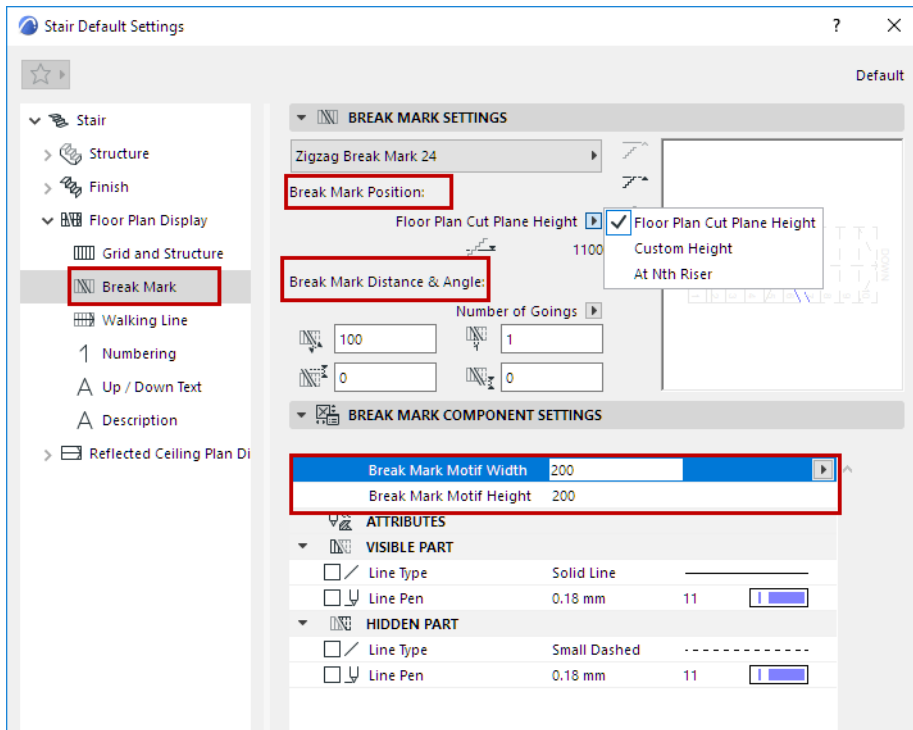 Stair Default Settings
?
Default
Stair
Structure
Finish
Floor Plan Display
Grid and Structure
Break Mark
Walking Line
1 Numbering
A Up / Down Text
A Description
Reflected Ceiling Plan Di
BREAK MARK SETTINGS
Zigzag Break Mark 24
Break Mark Position:
Floor Plan Cut Plane Height
1100
Floor Plan Cut Plane Height
Custom Height
At Nth Riser
DOWN
Break Mark Distance & Angle:
Number of Goings
100
1
0
0
BREAK MARK COMPONENT SETTINGS
Break Mark Motif Width 200
Break Mark Motif Height 200
ATTRIBUTES
VISIBLE PART
Line Type Solid Line
Line Pen 0.18 mm 11
HIDDEN PART
Line Type Small Dashed
Line Pen 0.18 mm 11